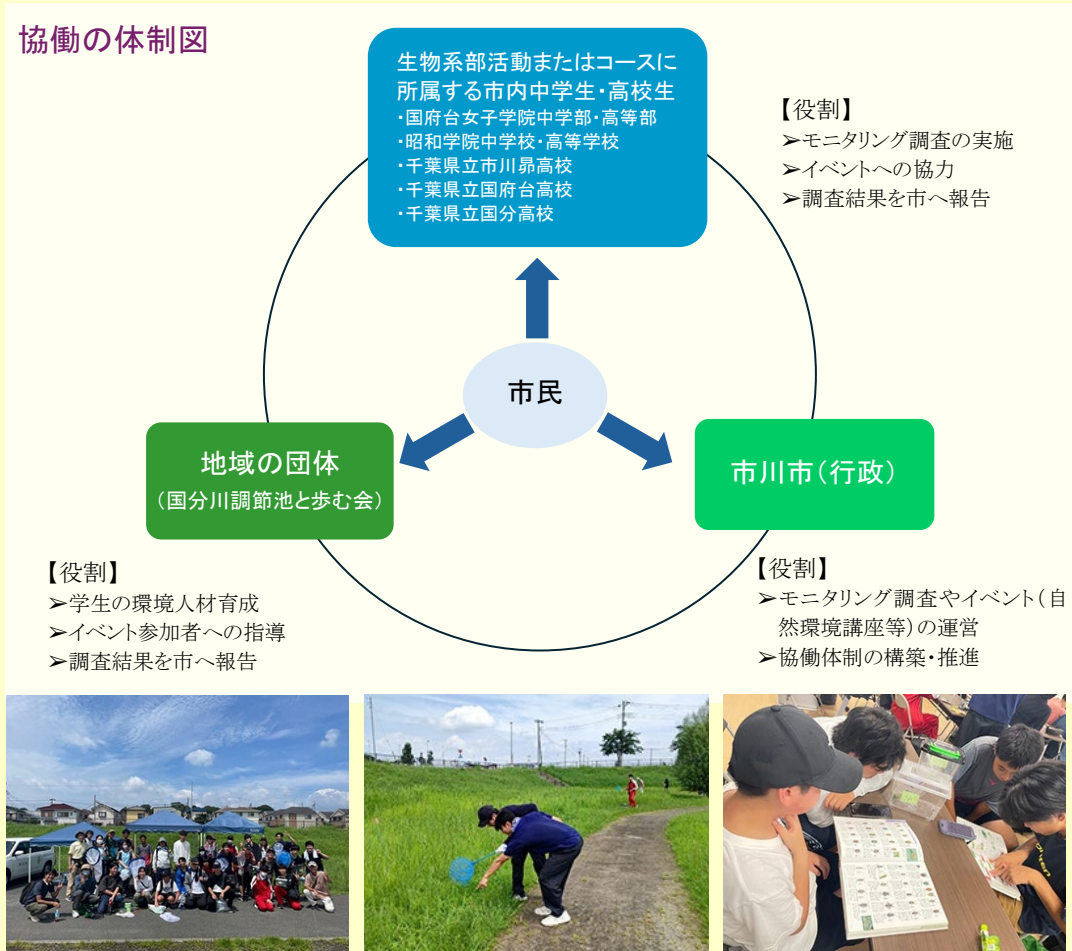 協働の体制図
生物系部活動またはコースに
所属する市内中学生・高校生
・国府台女子学院中学部・高等部
・昭和学院中学校・高等学校
・千葉県立市川昴高校
・千葉県立国府台高校
・千葉県立国分高校
【役割】
➢モニタリング調査の実施
➢イベントへの協力
➢調査結果を市へ報告
市民
地域の団体
（国分川調節池と歩む会）
市川市（行政）
【役割】
➢学生の環境人材育成
➢イベント参加者への指導
➢調査結果を市へ報告
【役割】
➢モニタリング調査やイベント（自
然環境講座等）の運営
➢協働体制の構築・推進